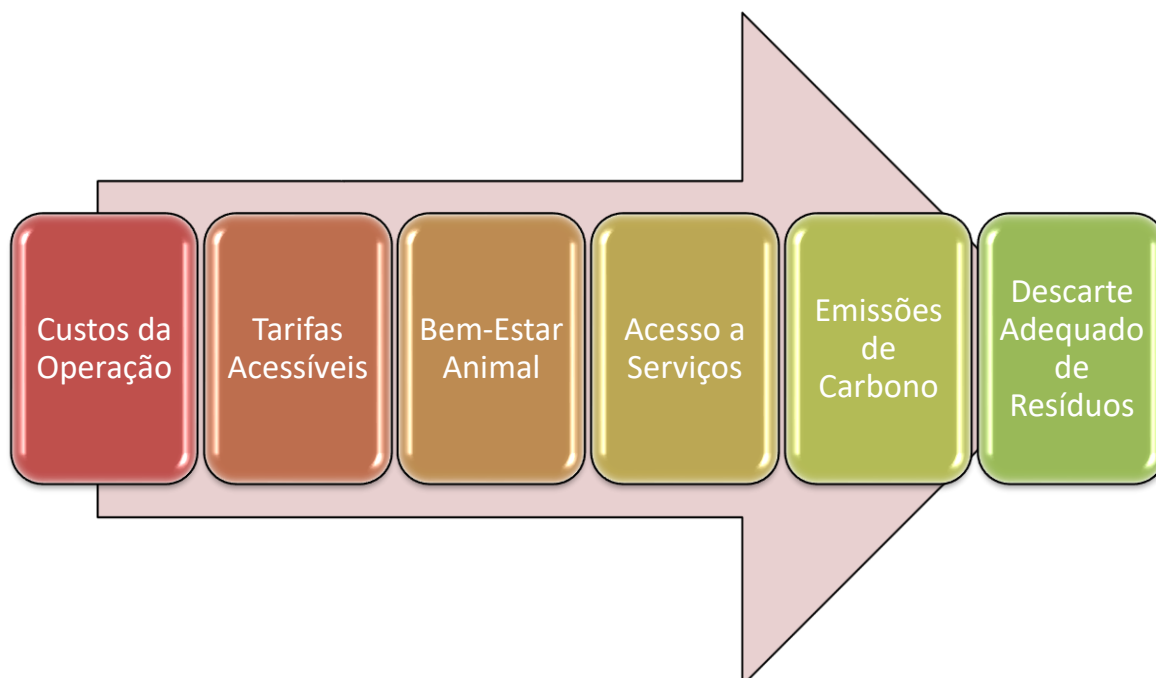 Custos da
Operação
Tarifas
Acessíveis
Bem-Estar
Animal
Acesso a
Serviços
Emissões
de
Carbono
Descarte
Adequado
de
Resíduos